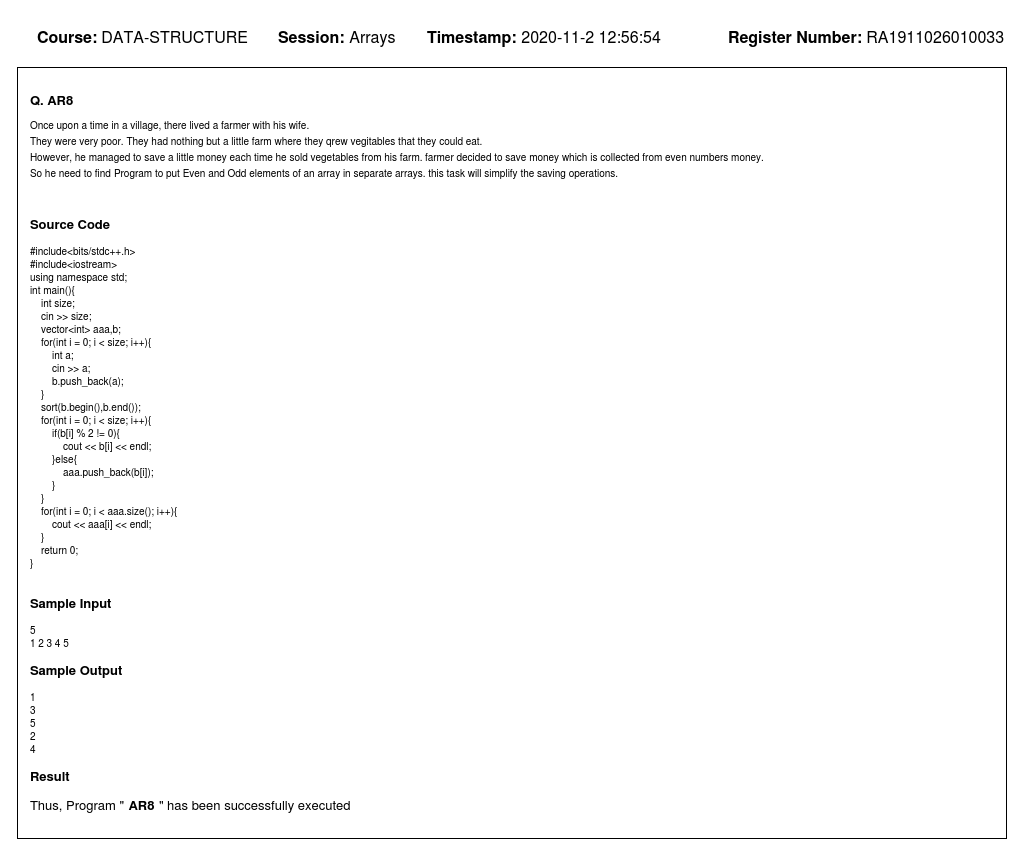 Course: DATA-STRUCTURE Session: Arrays Timestamp: 2020-11-2 12:56:54 Register Number: RA1911026010033
Q. AR8
Once upon a time in a village, there lived a farmer with his wife.
They were very poor. They had nothing but a little farm where they qrew vegitables that they could eat.
However, he managed to save a little money each time he sold vegetables from his farm. farmer decided to save money which is collected from even numbers money.
So he need to find Program to put Even and Odd elements of an array in separate arrays. this task will simplify the saving operations.
Source Code
#include<bits/stdc++.h>
#include<iostream>
using namespace std;
int main(){
    int size;
    cin >> size;
    vector<int> aaa,b;
    for(int i = 0; i < size; i++){
        int a;
        cin >> a;
        b.push_back(a);
    }
    sort(b.begin(),b.end());
    for(int i = 0; i < size; i++){
        if(b[i] % 2 != 0){
            cout << b[i] << endl;
        }else{
            aaa.push_back(b[i]);
        }
    }
    for(int i = 0; i < aaa.size(); i++){
        cout << aaa[i] << endl;
    }
    return 0;
}
Sample Input
5
1 2 3 4 5
Sample Output
1
3
5
2
4
Result
Thus, Program " AR8 " has been successfully executed